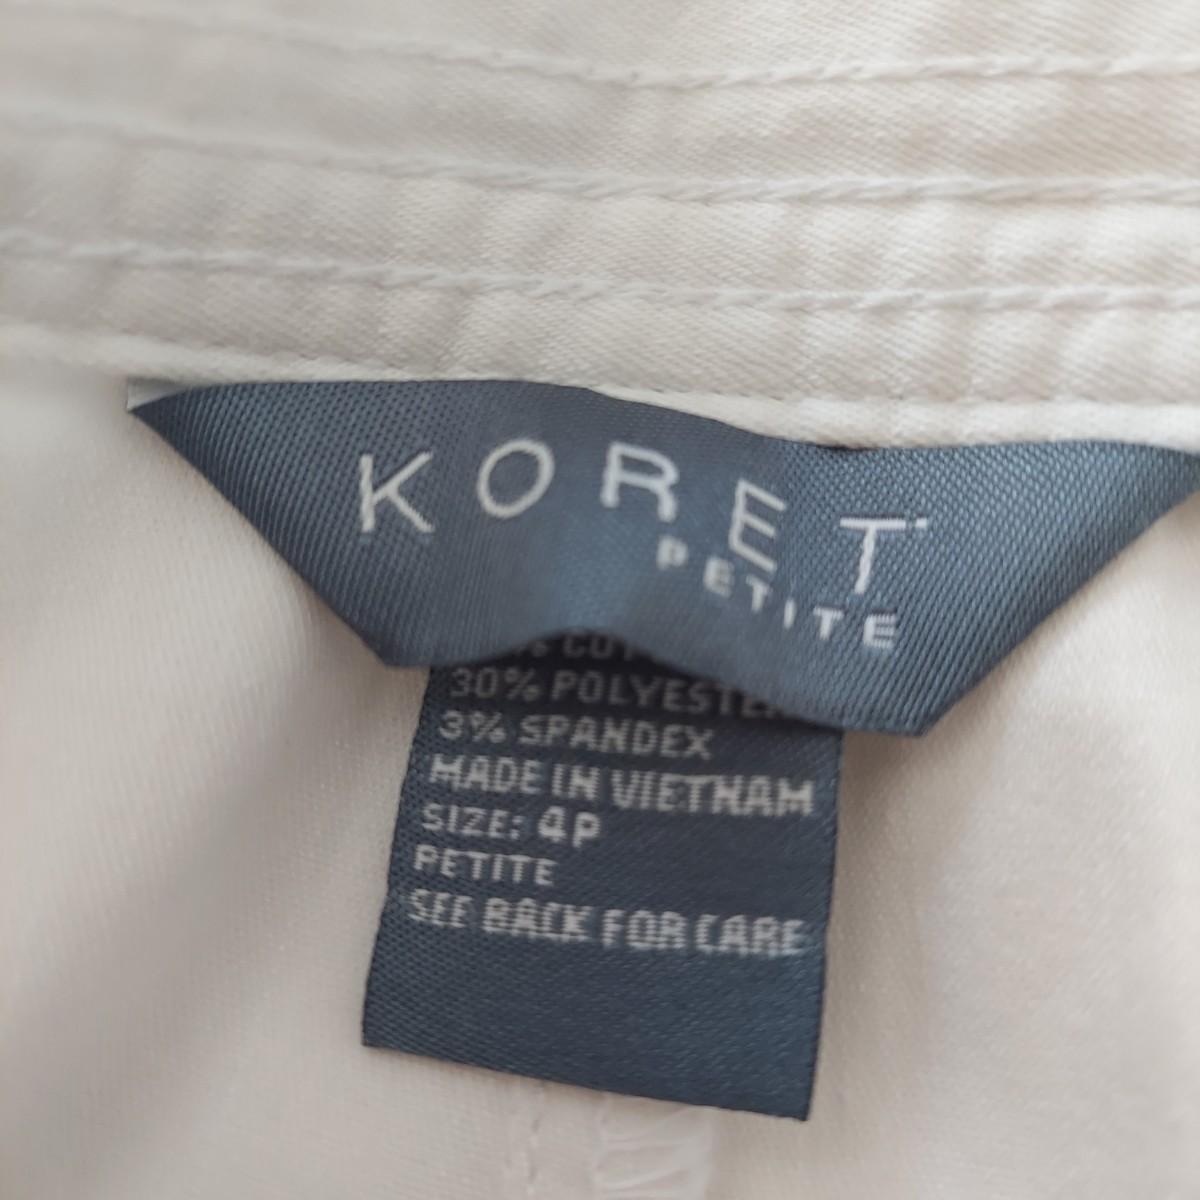 KORET
PETITE
30% POLYESTER
3% SPANDEX
MADE IN VIETNAM
SIZE: 4P
PETITE
SEE BACK FOR CARE